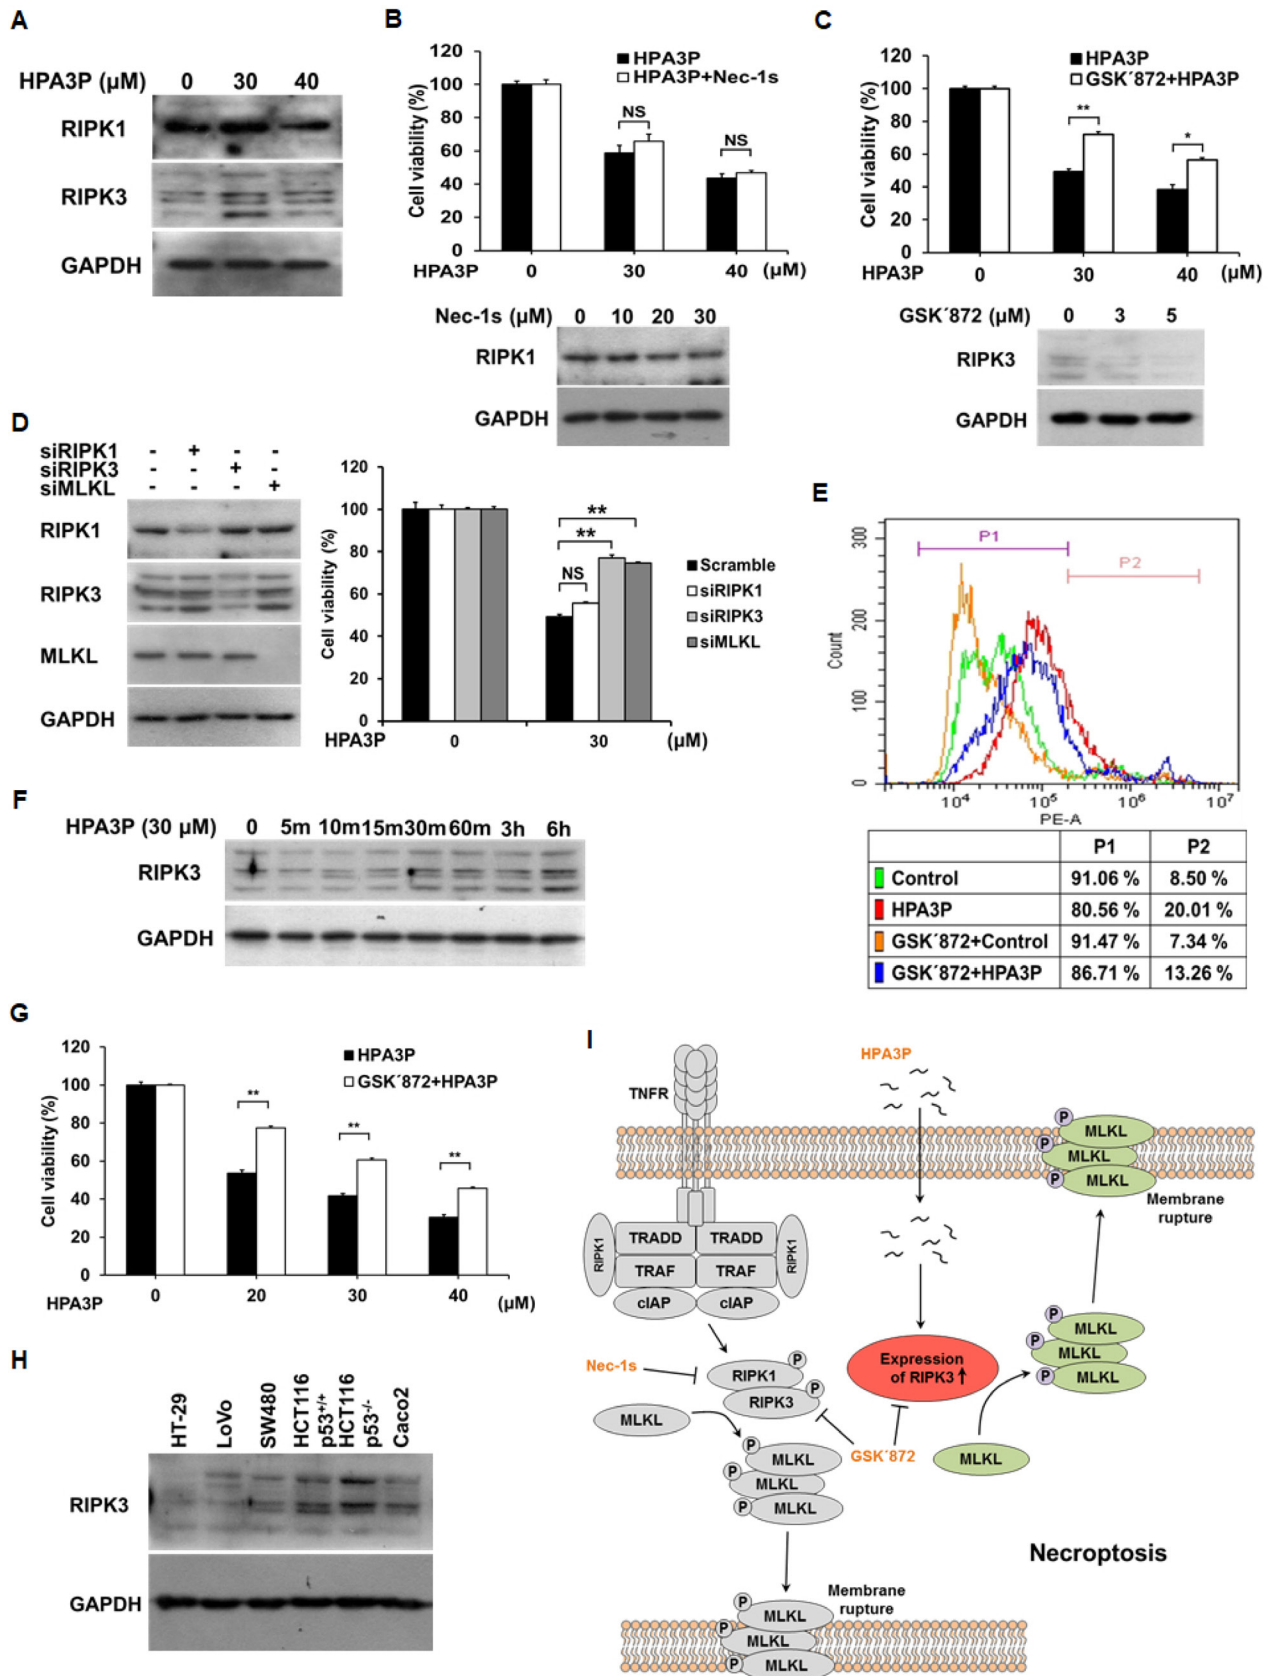 A
HPA3P (µM) 0 30 40
RIPK1
RIPK3
GAPDH
B
Cell viability (%)
120
100
80
60
40
20
0
HPA3P
HPA3P+Nec-1s
NS
NS
HPA3P 0 30 40 (µM)
Nec-1s (µM) 0 10 20 30
RIPK1
GAPDH
C
Cell viability (%)
120
100
80
60
40
20
0
HPA3P
GSK´872+HPA3P
**
*
HPA3P 0 30 40 (µM)
GSK´872 (µM) 0 3 5
RIPK3
GAPDH
D
siRIPK1 - + - -
siRIPK3 - - + -
siMLKL - - - +
RIPK1
RIPK3
MLKL
GAPDH
Cell viability (%)
120
100
80
60
40
20
0
**
**
NS
Scramble
siRIPK1
siRIPK3
siMLKL
HPA3P 0 30 (µM)
E
Count
300
200
100
0
P1
P2
10⁴ 10⁵ 10⁶ 10⁷
PE-A
P1 P2
Control 91.06 % 8.50 %
HPA3P 80.56 % 20.01 %
GSK´872+Control 91.47 % 7.34 %
GSK´872+HPA3P 86.71 % 13.26 %
F
HPA3P (30 µM) 0 5m 10m 15m 30m 60m 3h 6h
RIPK3
GAPDH
G
Cell viability (%)
120
100
80
60
40
20
0
HPA3P
GSK´872+HPA3P
**
**
**
HPA3P 0 20 30 40 (µM)
H
HT-29
LoVo
SW480
HCT116
p53+/+
HCT116
p53-/-
Caco2
RIPK3
GAPDH
I
HPA3P
TNFR
P
MLKL
P
MLKL
P
MLKL
Membrane
rupture
RIPK1
TRADD TRADD
RIPK1
TRAF TRAF
cIAP cIAP
P
MLKL
P
MLKL
P
MLKL
Expression
of RIPK3
Nec-1s
P
RIPK1
P
RIPK3
MLKL
GSK´872
MLKL
P
MLKL
P
MLKL
P
MLKL
Necroptosis
Membrane
rupture
P
MLKL
P
MLKL
P
MLKL